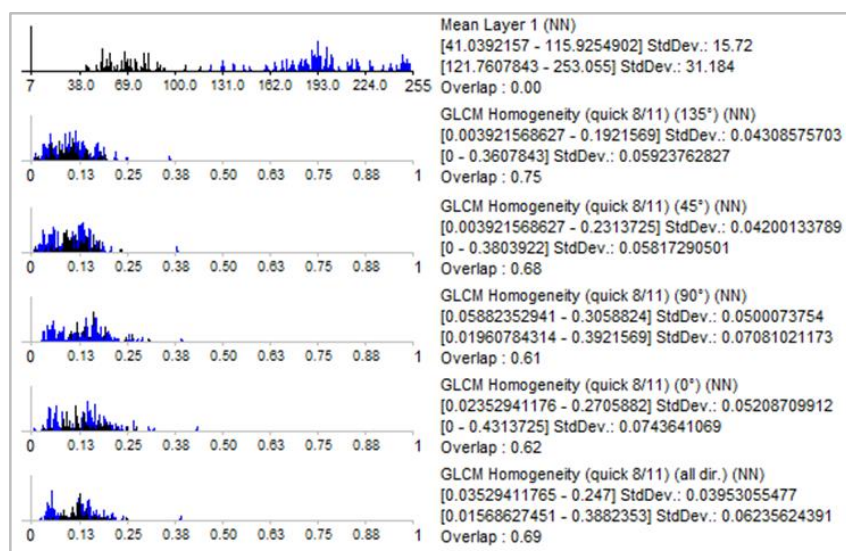 Mean Layer 1 (NN)
[41.0392157 - 115.9254902] StdDev.: 15.72
[121.7607843 - 253.055] StdDev.: 31.184
Overlap : 0.00
7 38.0 69.0 100.0 131.0 162.0 193.0 224.0 255
GLCM Homogeneity (quick 8/11) (135°) (NN)
[0.003921568627 - 0.1921569] StdDev.: 0.04308575703
[0 - 0.3607843] StdDev.: 0.05923762827
Overlap : 0.75
0 0.13 0.25 0.38 0.50 0.63 0.75 0.88 1
GLCM Homogeneity (quick 8/11) (45°) (NN)
[0.003921568627 - 0.2313725] StdDev.: 0.04200133789
[0 - 0.3803922] StdDev.: 0.05817290501
Overlap : 0.68
0 0.13 0.25 0.38 0.50 0.63 0.75 0.88 1
GLCM Homogeneity (quick 8/11) (90°) (NN)
[0.05882352941 - 0.3058824] StdDev.: 0.0500073754
[0.01960784314 - 0.3921569] StdDev.: 0.07081021173
Overlap : 0.61
0 0.13 0.25 0.38 0.50 0.63 0.75 0.88 1
GLCM Homogeneity (quick 8/11) (0°) (NN)
[0.02352941176 - 0.2705882] StdDev.: 0.05208709912
[0 - 0.4313725] StdDev.: 0.0743641069
Overlap : 0.62
0 0.13 0.25 0.38 0.50 0.63 0.75 0.88 1
GLCM Homogeneity (quick 8/11) (all dir.) (NN)
[0.03529411765 - 0.247] StdDev.: 0.03953055477
[0.01568627451 - 0.3882353] StdDev.: 0.06235624391
Overlap : 0.69
0 0.13 0.25 0.38 0.50 0.63 0.75 0.88 1